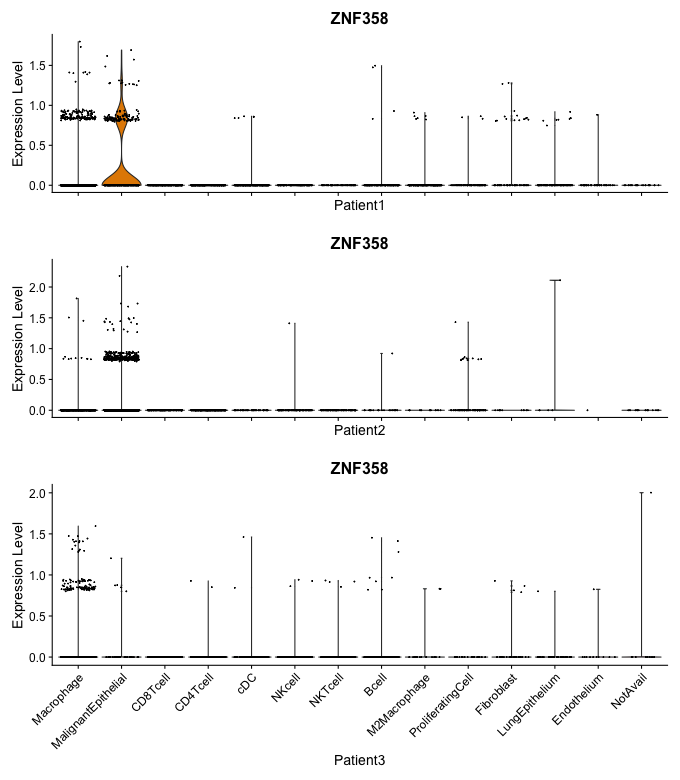 ZNF358
Expression Level
1.5
1.0
0.5
0.0
Patient1
ZNF358
Expression Level
2.0
1.5
1.0
0.5
0.0
Patient2
ZNF358
Expression Level
2.0
1.5
1.0
0.5
0.0
Macrophage
MalignantEpithelial
CD8Tcell
CD4Tcell
cDC
NKcell
NKTcell
Bcell
M2Macrophage
ProliferatingCell
Fibroblast
LungEpithelium
Endothelium
NotAvail
Patient3